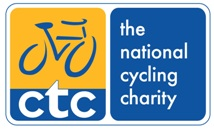 ctc
the
national
cycling
charity